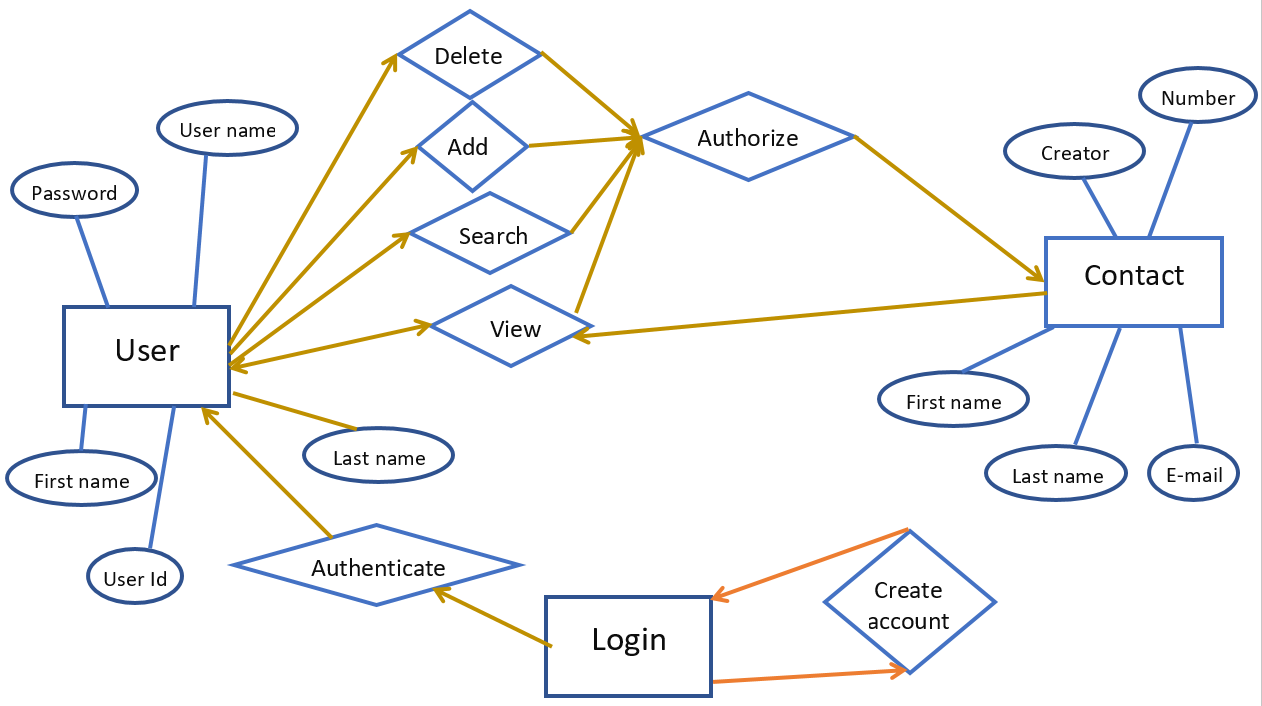 Delete
Number
User name
Authorize
Add
Creator
Password
Search
Contact
View
User
First name
Last name
First name
Last name
E-mail
Authenticate
User Id
Create
account
Login